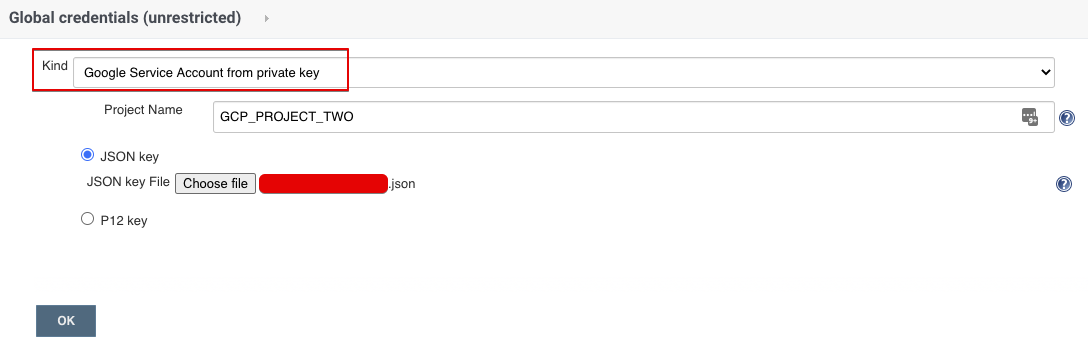 Global credentials (unrestricted)
Kind Google Service Account from private key
Project Name GCP_PROJECT_TWO
9+
?
JSON key
JSON key File Choose file .json
?
P12 key
OK